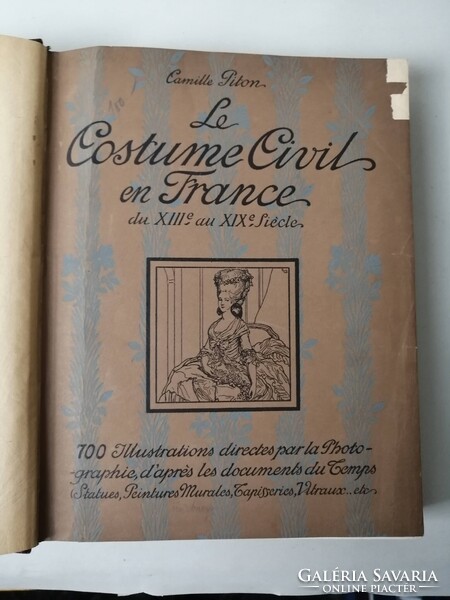 Camille Piton
Le
Costume Civil
en France
du XIIIe au XIXe Siècle
700 Illustrations directes par la Photo-
-graphie, d'après les documents du Temps
(Statues, Peintures Murales, Tapisseries, Vitraux.. etc
GALÉRIA SAVARIA
ONLINE PIACTÉR